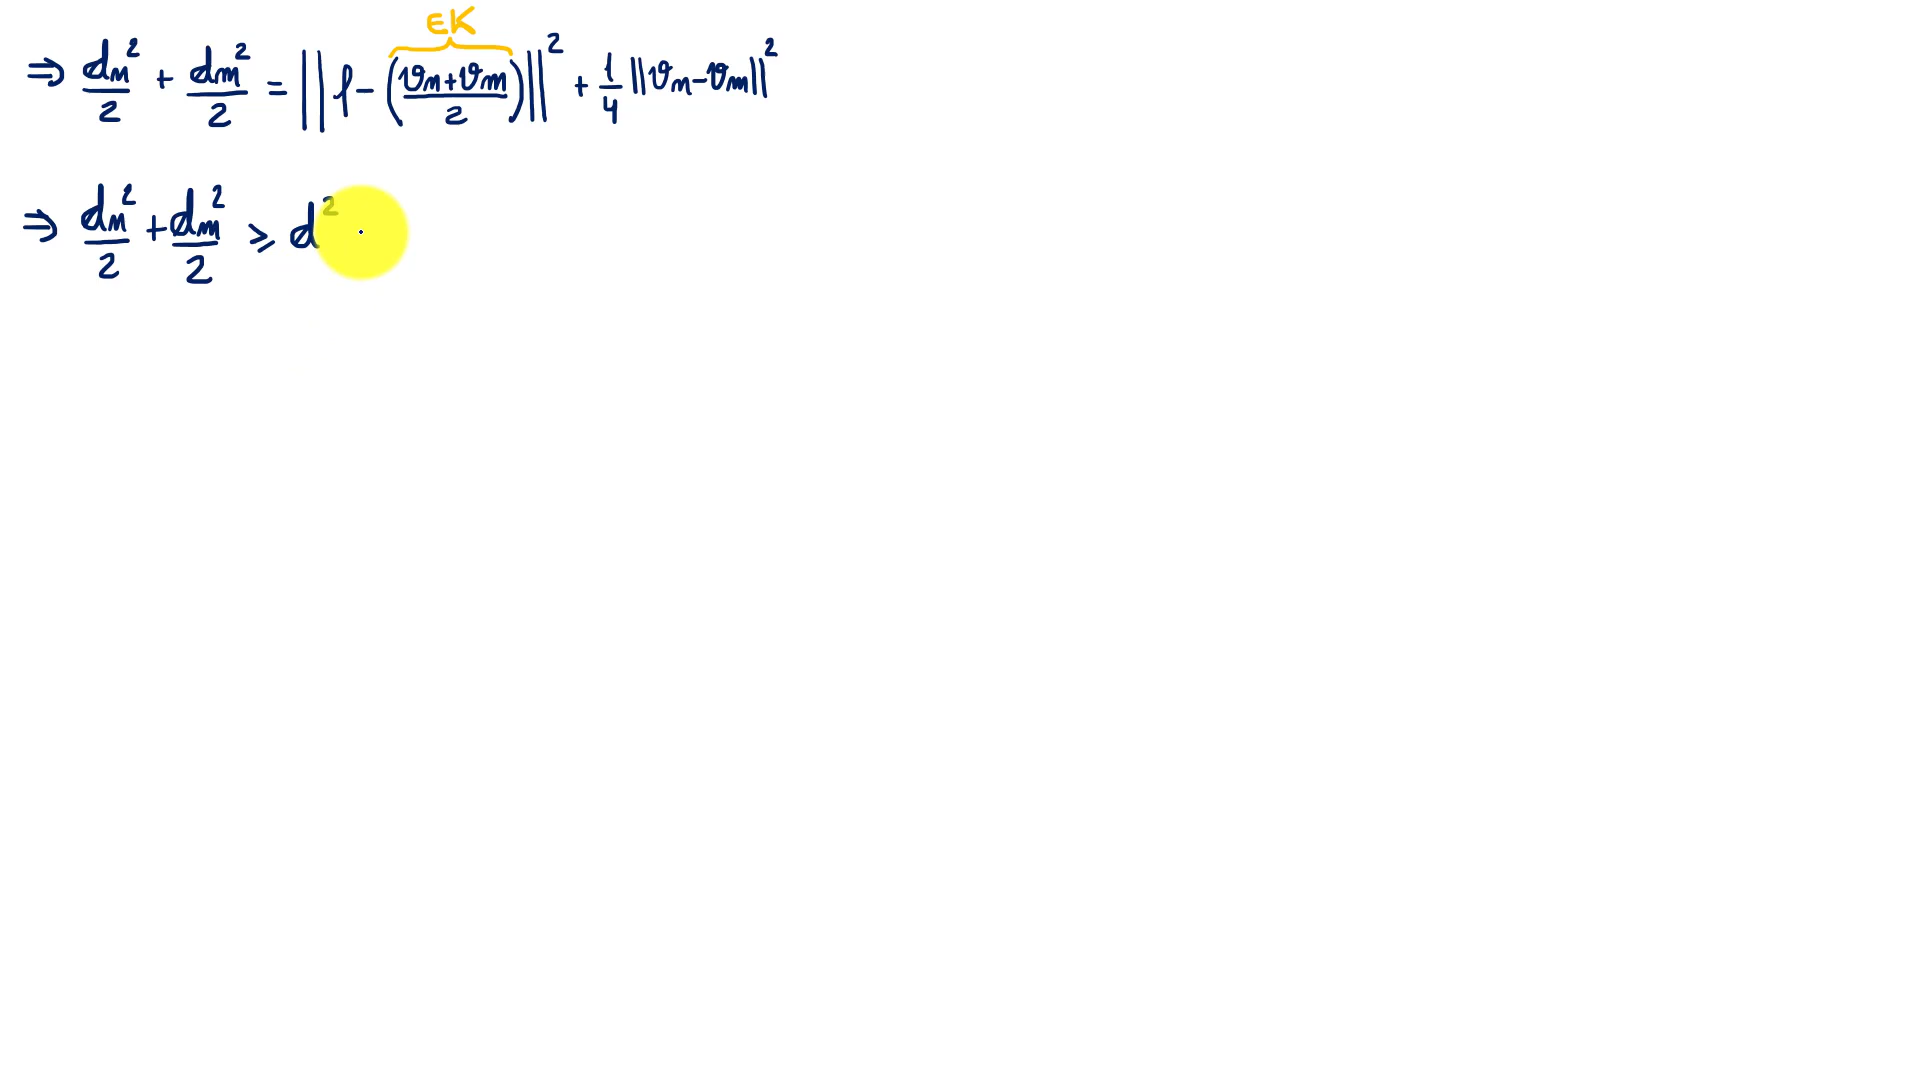 ∈K
⇒ dn²/2 + dm²/2 = ||f - ((vn + vm)/2)||² + 1/4 ||vn - vm||²
⇒ dn²/2 + dm²/2 ⩾ d²